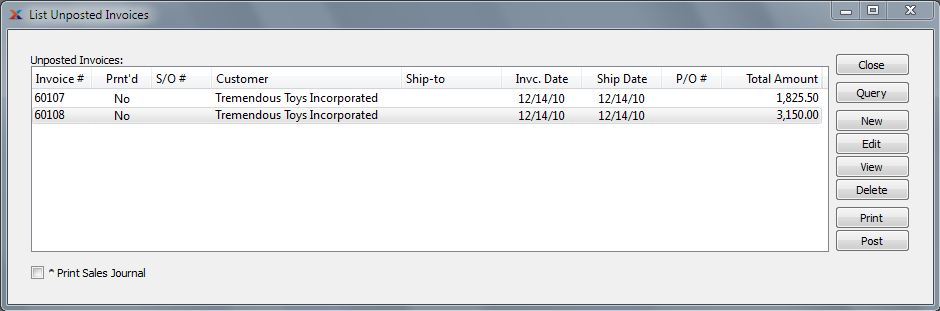 List Unposted Invoices
Unposted Invoices:
Invoice # Prnt'd S/O # Customer Ship-to Invc. Date Ship Date P/O # Total Amount
60107 No Tremendous Toys Incorporated 12/14/10 12/14/10 1,825.50
60108 No Tremendous Toys Incorporated 12/14/10 12/14/10 3,150.00
Close
Query
New
Edit
View
Delete
Print
Post
^ Print Sales Journal